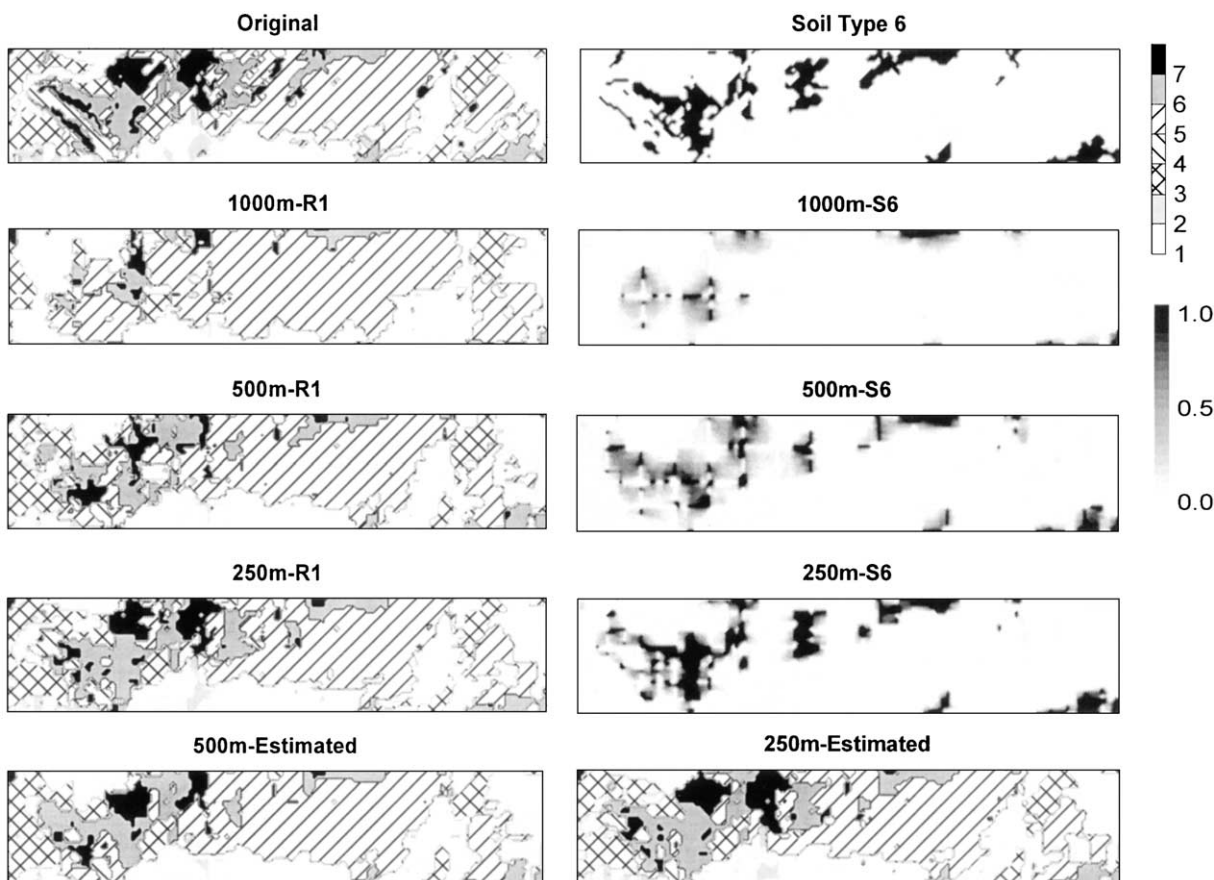 Original
Soil Type 6
1000m-R1
1000m-S6
500m-R1
500m-S6
250m-R1
250m-S6
500m-Estimated
250m-Estimated
7
6
5
4
3
2
1
1.0
0.5
0.0